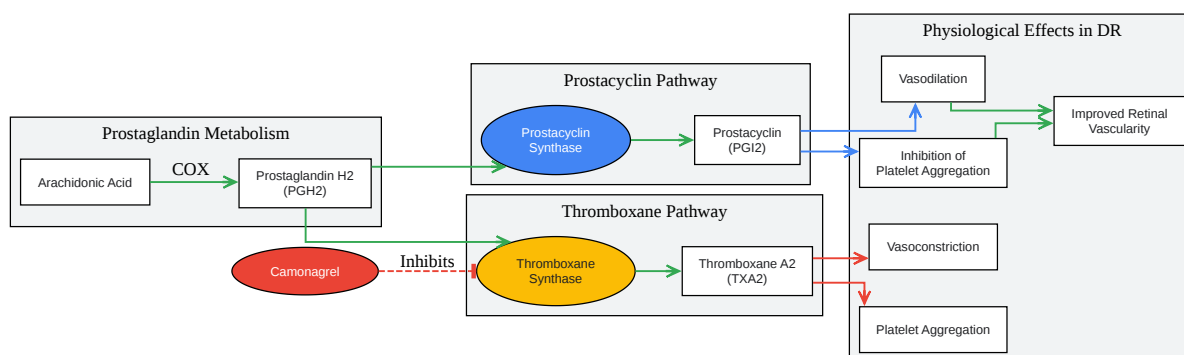 Physiological Effects in DR
Prostacyclin Pathway
Vasodilation
Improved Retinal
Vascularity
Prostaglandin Metabolism
Prostacyclin
Synthase
Prostacyclin
(PGI2)
Inhibition of
Platelet Aggregation
Arachidonic Acid
COX
Prostaglandin H2
(PGH2)
Thromboxane Pathway
Vasoconstriction
Camonagrel
Inhibits
Thromboxane
Synthase
Thromboxane A2
(TXA2)
Platelet Aggregation